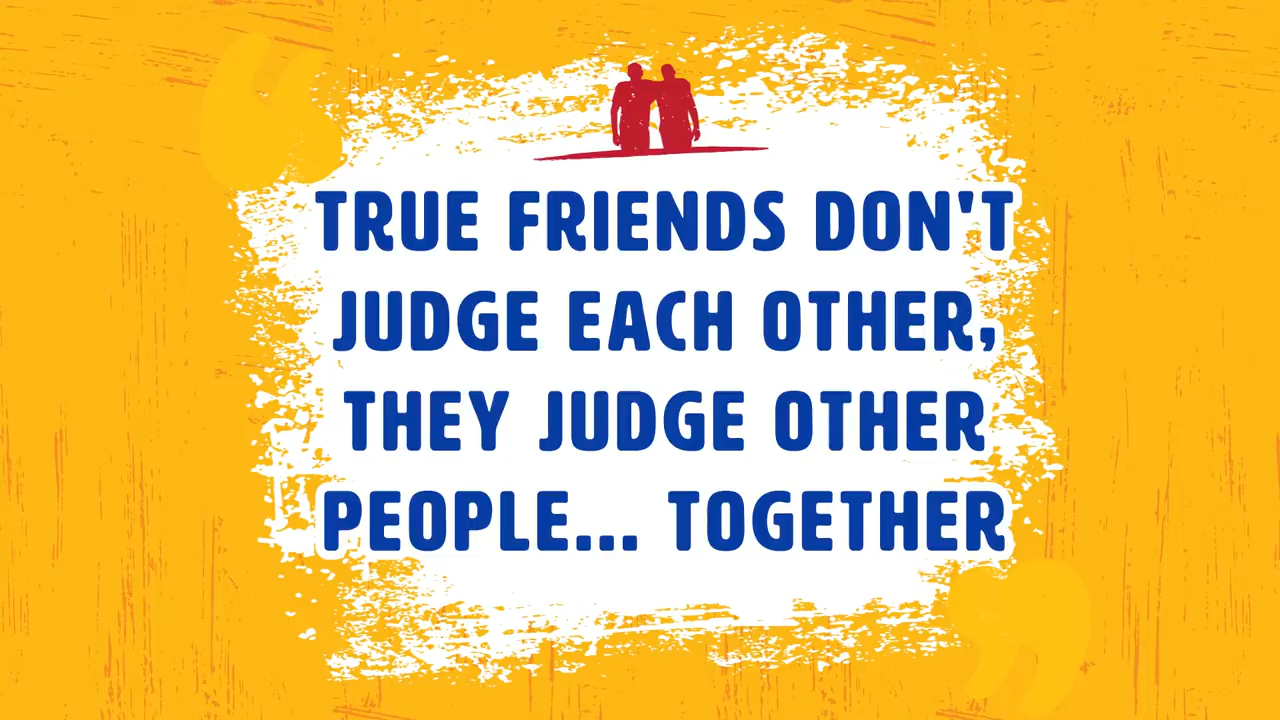 TRUE FRIENDS DON'T
JUDGE EACH OTHER,
THEY JUDGE OTHER
PEOPLE... TOGETHER